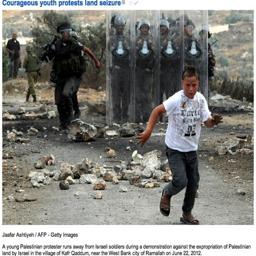 Courageous youth protests land seizure
Jaafar Ashtiyeh / AFP - Getty Images
A young Palestinian protester runs away from Israeli soldiers during a demonstration against the expropriation of Palestinian
land by Israel in the village of Kafr Qaddum, near the West Bank city of Ramallah on June 22, 2012.